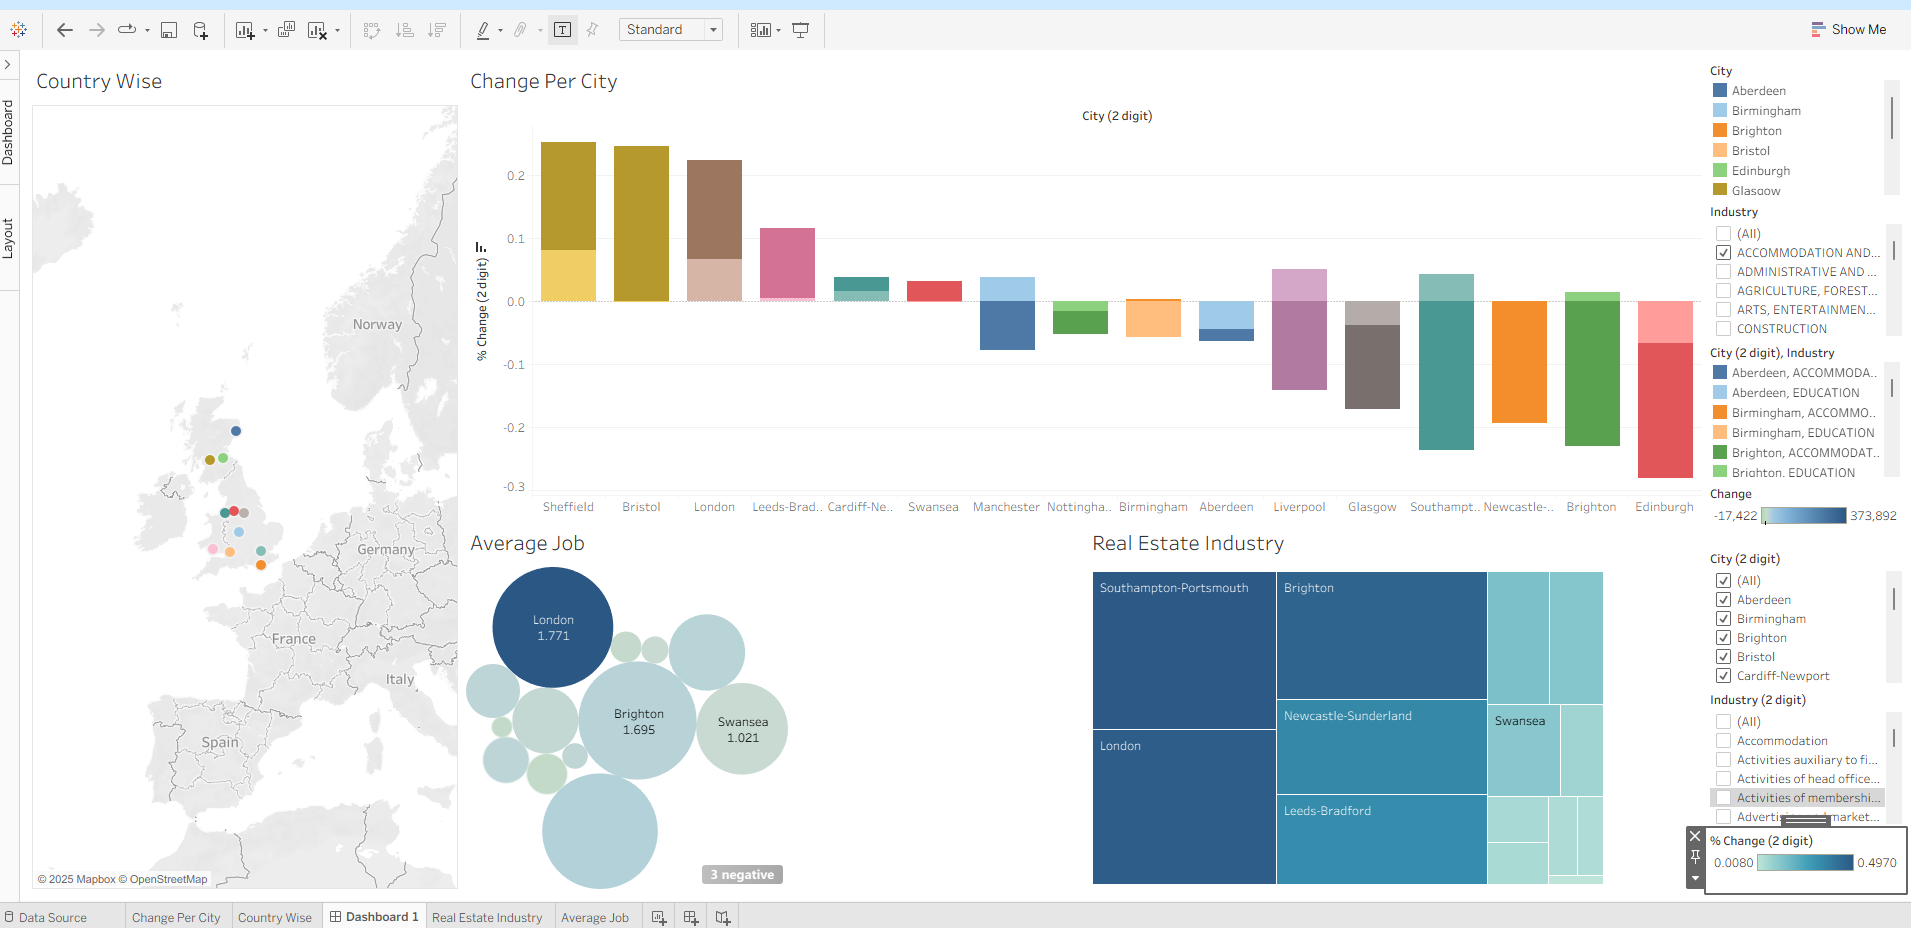 Standard
Show Me
Dashboard
Layout
Country Wise
Norway
Germany
France
Italy
Spain
© 2025 Mapbox © OpenStreetMap
Change Per City
City (2 digit)
% Change (2 digit)
0.2
0.1
0.0
-0.1
-0.2
-0.3
Sheffield
Bristol
London
Leeds-Brad..
Cardiff-Ne..
Swansea
Manchester
Nottingha..
Birmingham
Aberdeen
Liverpool
Glasgow
Southampt..
Newcastle-..
Brighton
Edinburgh
Average Job
London
1.771
Brighton
1.695
Swansea
1.021
3 negative
Real Estate Industry
Southampton-Portsmouth
London
Brighton
Newcastle-Sunderland
Leeds-Bradford
Swansea
City
Aberdeen
Birmingham
Brighton
Bristol
Edinburgh
Glasgow
Industry
(All)
ACCOMMODATION AND...
ADMINISTRATIVE AND ...
AGRICULTURE, FOREST...
ARTS, ENTERTAINMEN...
CONSTRUCTION
City (2 digit), Industry
Aberdeen, ACCOMMODA..
Aberdeen, EDUCATION
Birmingham, ACCOMMO..
Birmingham, EDUCATION
Brighton, ACCOMMODAT..
Brighton, EDUCATION
Change
-17,422
373,892
City (2 digit)
(All)
Aberdeen
Birmingham
Brighton
Bristol
Cardiff-Newport
Industry (2 digit)
(All)
Accommodation
Activities auxiliary to fi...
Activities of head office...
Activities of membershi...
% Change (2 digit)
0.0080
0.4970
Data Source
Change Per City
Country Wise
Dashboard 1
Real Estate Industry
Average Job